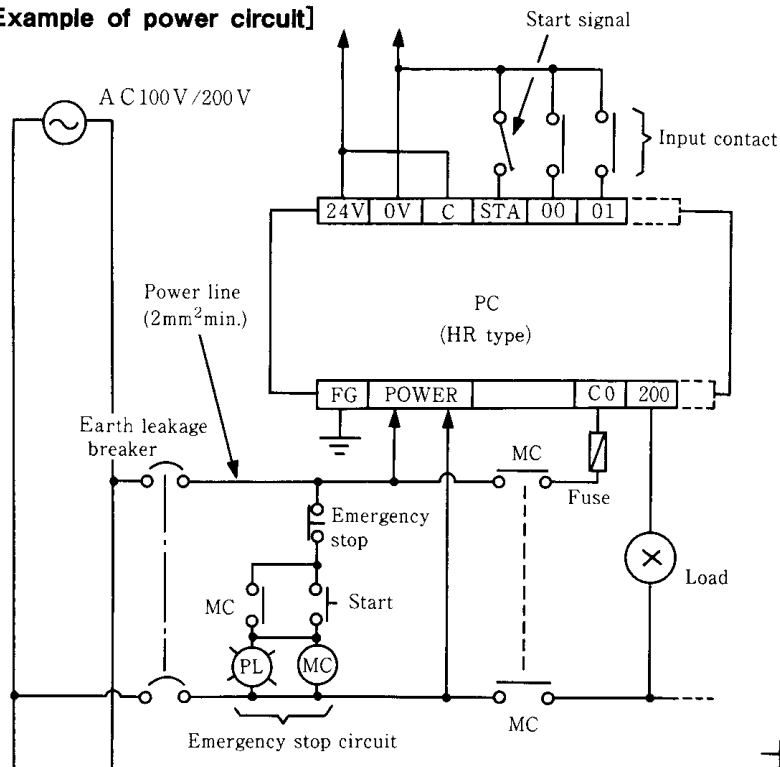 Example of power circuit]
Start signal
AC100V/200V
Input contact
24V 0V C STA 00 01
Power line
(2mm²min.)
PC
(HR type)
FG POWER C0 200
Earth leakage
breaker
MC
Fuse
Emergency
stop
MC
Start
Load
PL
MC
MC
Emergency stop circuit